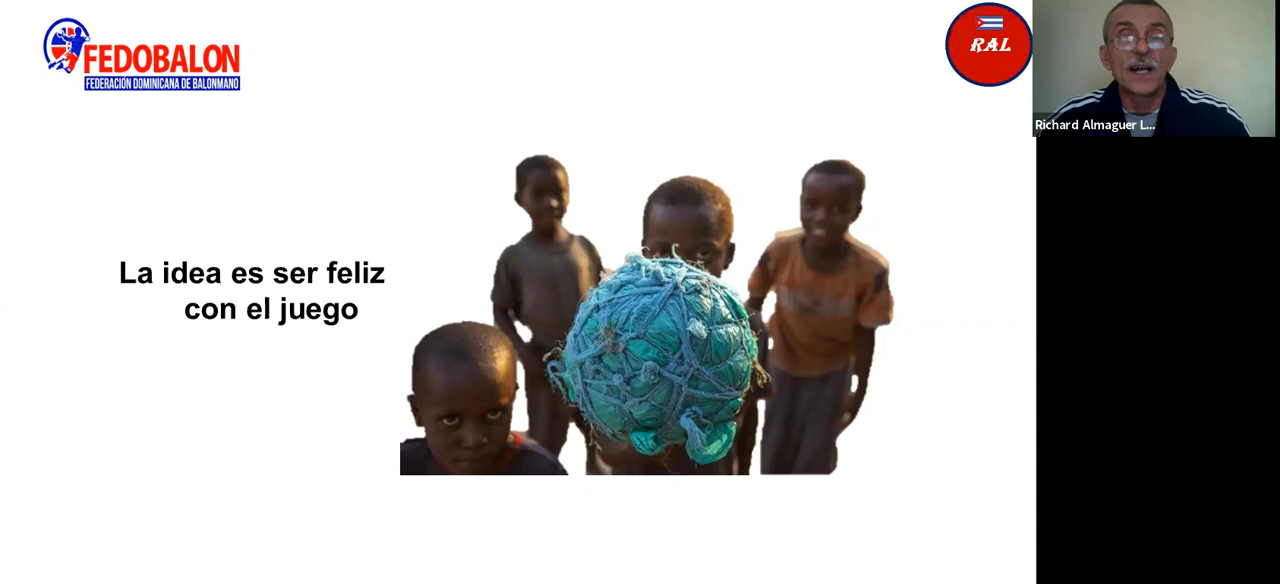 FEDOBALON
FEDERACIÓN DOMINICANA DE BALONMANO
RAL
Richard Almaguer L...
La idea es ser feliz
con el juego